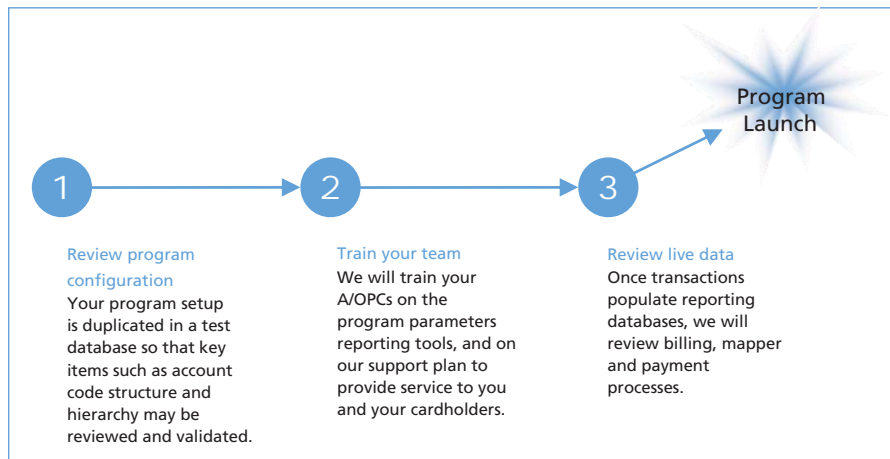 Program
Launch
1
2
3
Review program
configuration
Your program setup
is duplicated in a test
database so that key
items such as account
code structure and
hierarchy may be
reviewed and validated.
Train your team
We will train your
A/OPCs on the
program parameters
reporting tools, and on
our support plan to
provide service to you
and your cardholders.
Review live data
Once transactions
populate reporting
databases, we will
review billing, mapper
and payment
processes.